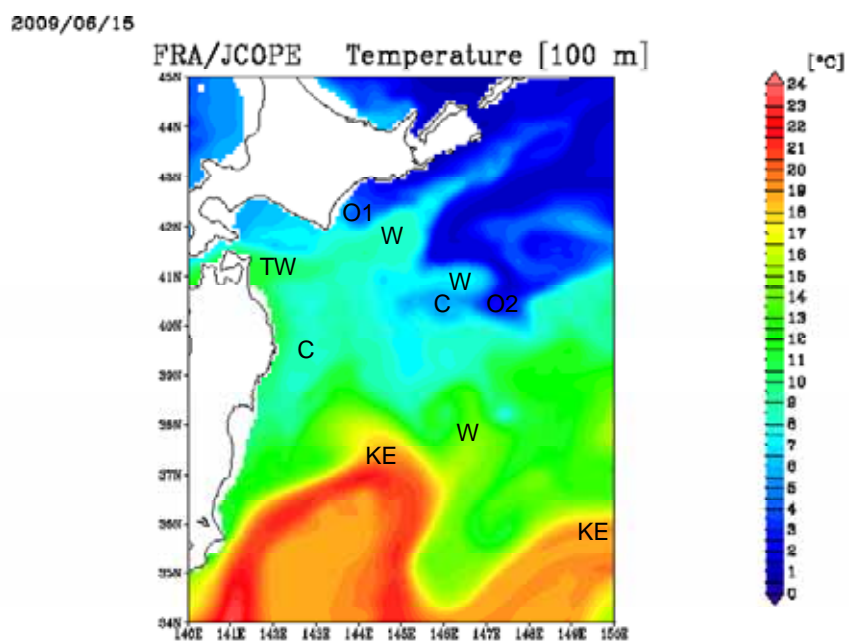 2009/06/15
FRA/JCOPE Temperature [100 m]
[°C]
45N
44N
43N
42N
41N
40N
39N
38N
37N
36N
35N
34N
140E 141E 142E 143E 144E 145E 146E 147E 148E 149E 150E
24
23
22
21
20
19
18
17
16
15
14
13
12
11
10
9
8
7
6
5
4
3
2
1
0
O1
W
TW
W
C
O2
C
W
KE
KE